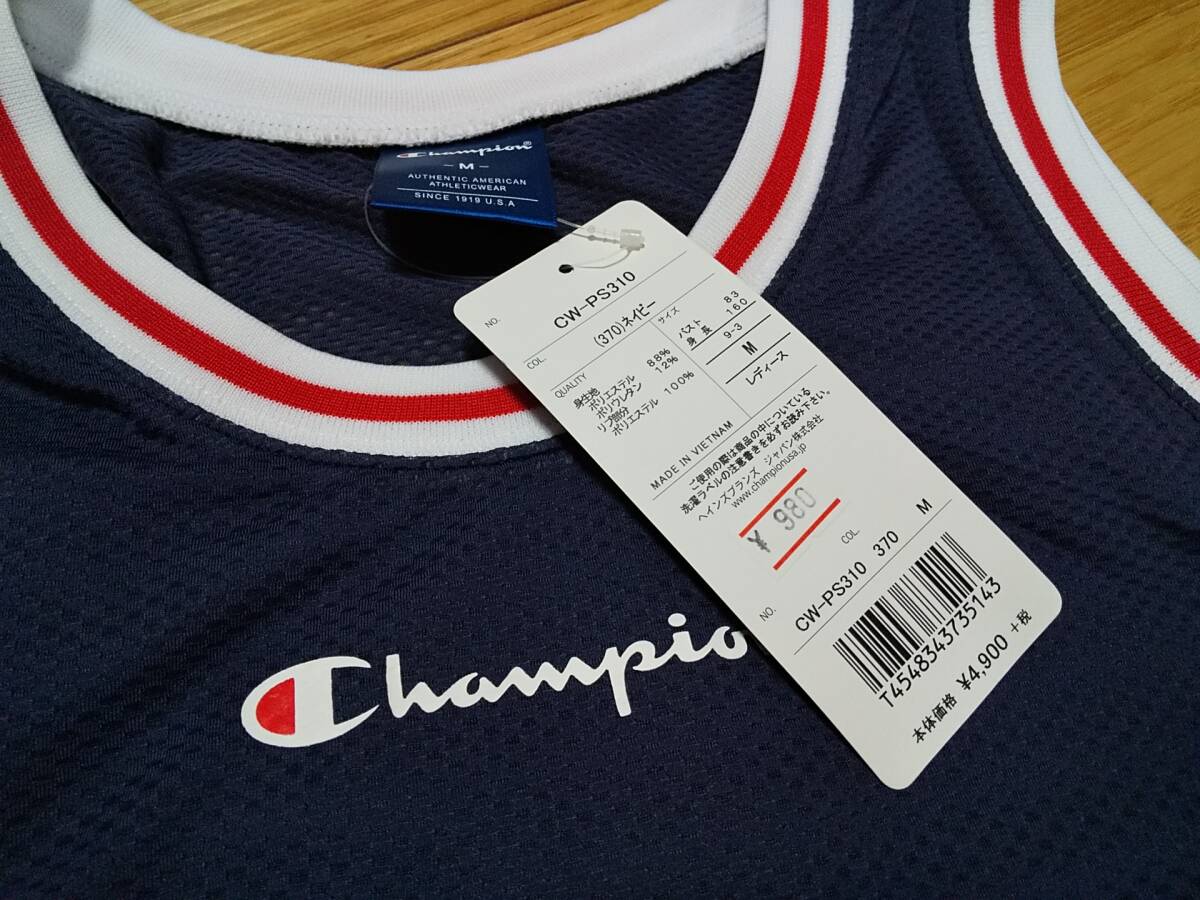 Champion
-M-
AUTHENTIC AMERICAN
ATHLETICWEAR
SINCE 1919 U.S.A
NO. CW-PS310
COL. (370)ネイビー
QUALITY
身生地
ポリエステル 88%
ポリウレタン 12%
リブ部分
ポリエステル 100%
サイズ
バスト 83
身長 160
9-3
M
レディース
MADE IN VIETNAM
ご使用の際は商品の中についている
洗濯ラベルの注意書きを必ずお読み下さい。
ヘインズブランズ ジャパン株式会社
www.championusa.jp
¥ 980
NO. COL.
CW-PS310 370 M
T4548343735143
本体価格 ¥4,900 +税
Champio